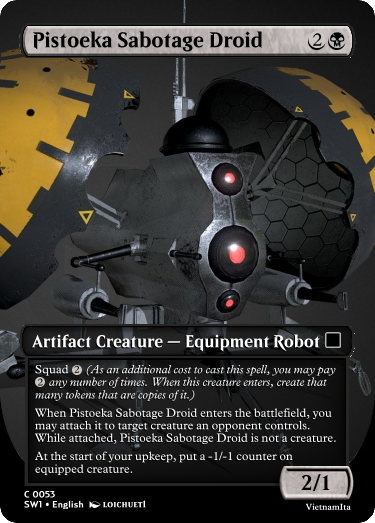 Pistoeka Sabotage Droid 2
Artifact Creature — Equipment Robot
Squad 2 (As an additional cost to cast this spell, you may pay
2 any number of times. When this creature enters, create that
many tokens that are copies of it.)
When Pistoeka Sabotage Droid enters the battlefield, you
may attach it to target creature an opponent controls.
While attached, Pistoeka Sabotage Droid is not a creature.
At the start of your upkeep, put a -1/-1 counter on
equipped creature.
2/1
C 0053
SW1 • English LOICHUETI
VietnamIta